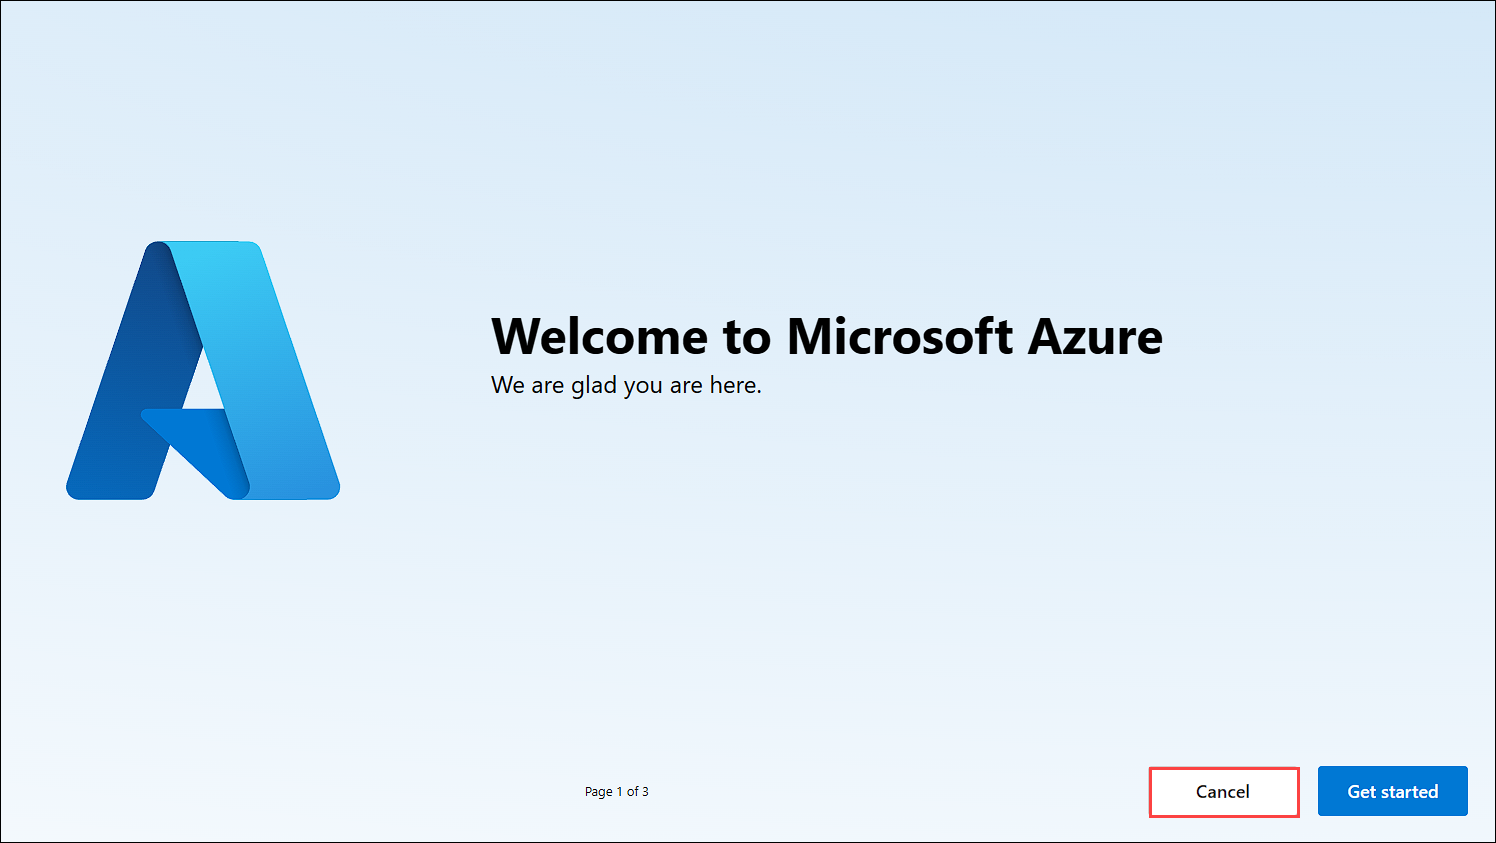 Welcome to Microsoft Azure
We are glad you are here.
Page 1 of 3
Cancel
Get started